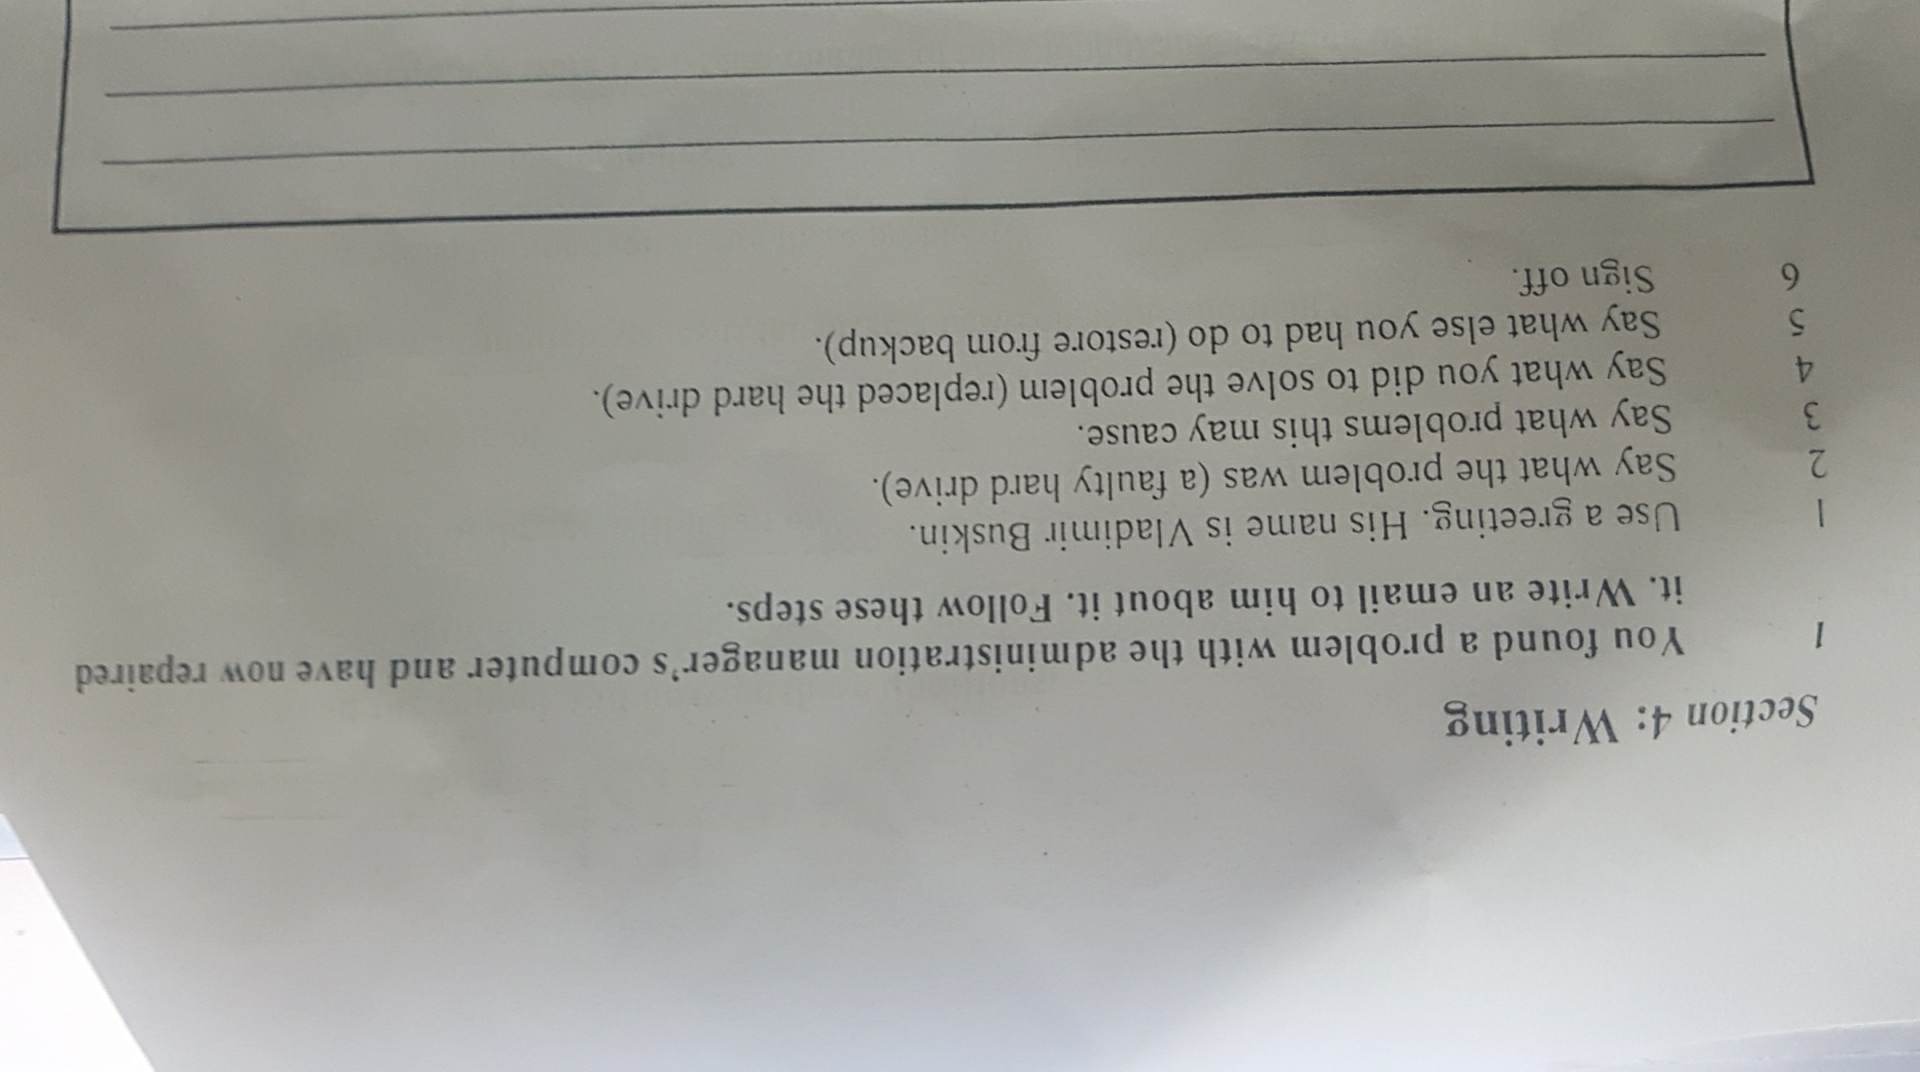 Section 4: Writing
1 You found a problem with the administration manager's computer and have now repaired
it. Write an email to him about it. Follow these steps.
1 Use a greeting. His name is Vladimir Buskin.
2 Say what the problem was (a faulty hard drive).
3 Say what problems this may cause.
4 Say what you did to solve the problem (replaced the hard drive).
5 Say what else you had to do (restore from backup).
6 Sign off.